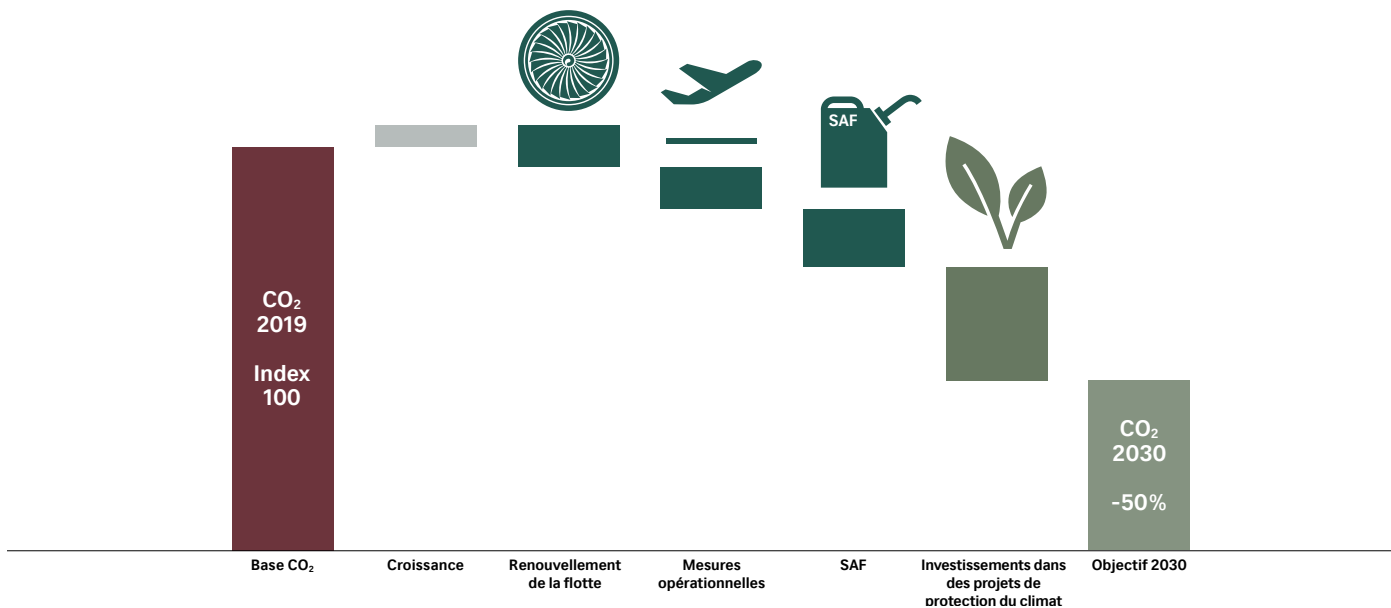 SAF
CO₂
2019
Index
100
CO₂
2030
-50%
Base CO₂
Croissance
Renouvellement
de la flotte
Mesures
opérationnelles
SAF
Investissements dans
des projets de
protection du climat
Objectif 2030